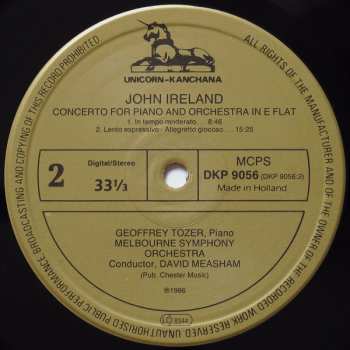 UNICORN-KANCHANA
JOHN IRELAND
CONCERTO FOR PIANO AND ORCHESTRA IN E FLAT
1. In tempo moderato . . . 8:46
2. Lento espressivo - Allegretto giocoso . . . 15:25
2
Digital/Stereo
33⅓
MCPS
DKP 9056 (DKP 9056:2)
Made in Holland
GEOFFREY TOZER, Piano
MELBOURNE SYMPHONY
ORCHESTRA
Conductor, DAVID MEASHAM
(Pub. Chester Music)
℗1986
ALL RIGHTS OF THE MANUFACTURER AND OF THE OWNER OF THE RECORDED WORK RESERVED UNAUTHORISED PUBLIC PERFORMANCE BROADCASTING AND COPYING OF THIS RECORD PROHIBITED